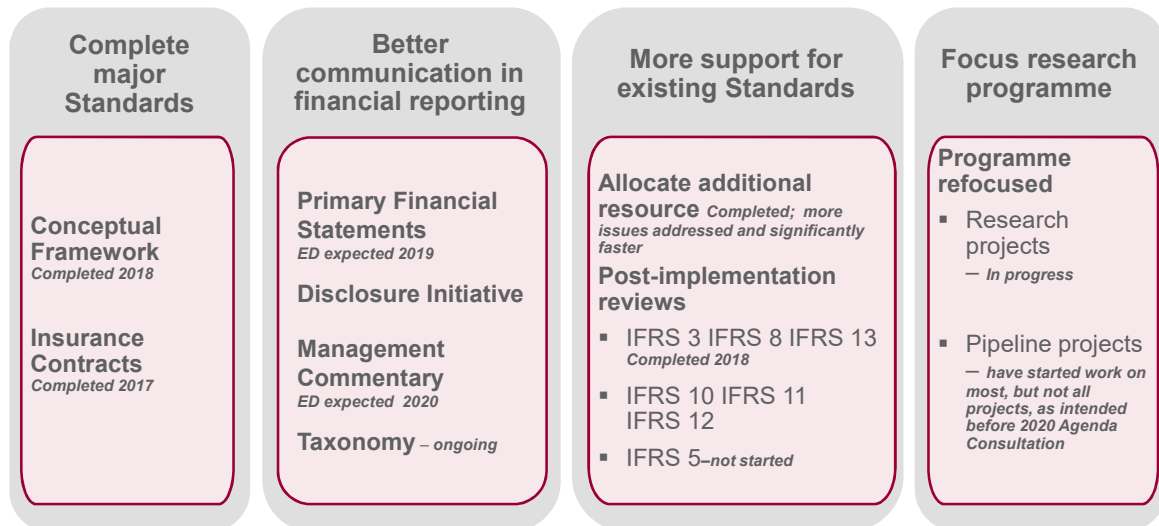 Complete
major
Standards
Conceptual
Framework
Completed 2018
Insurance
Contracts
Completed 2017
Better
communication in
financial reporting
Primary Financial
Statements
ED expected 2019
Disclosure Initiative
Management
Commentary
ED expected 2020
Taxonomy – ongoing
More support for
existing Standards
Allocate additional
resource Completed; more
issues addressed and significantly
faster
Post-implementation
reviews
▪ IFRS 3 IFRS 8 IFRS 13
Completed 2018
▪ IFRS 10 IFRS 11
IFRS 12
▪ IFRS 5–not started
Focus research
programme
Programme
refocused
▪ Research
projects
– In progress
▪ Pipeline projects
– have started work on
most, but not all
projects, as intended
before 2020 Agenda
Consultation